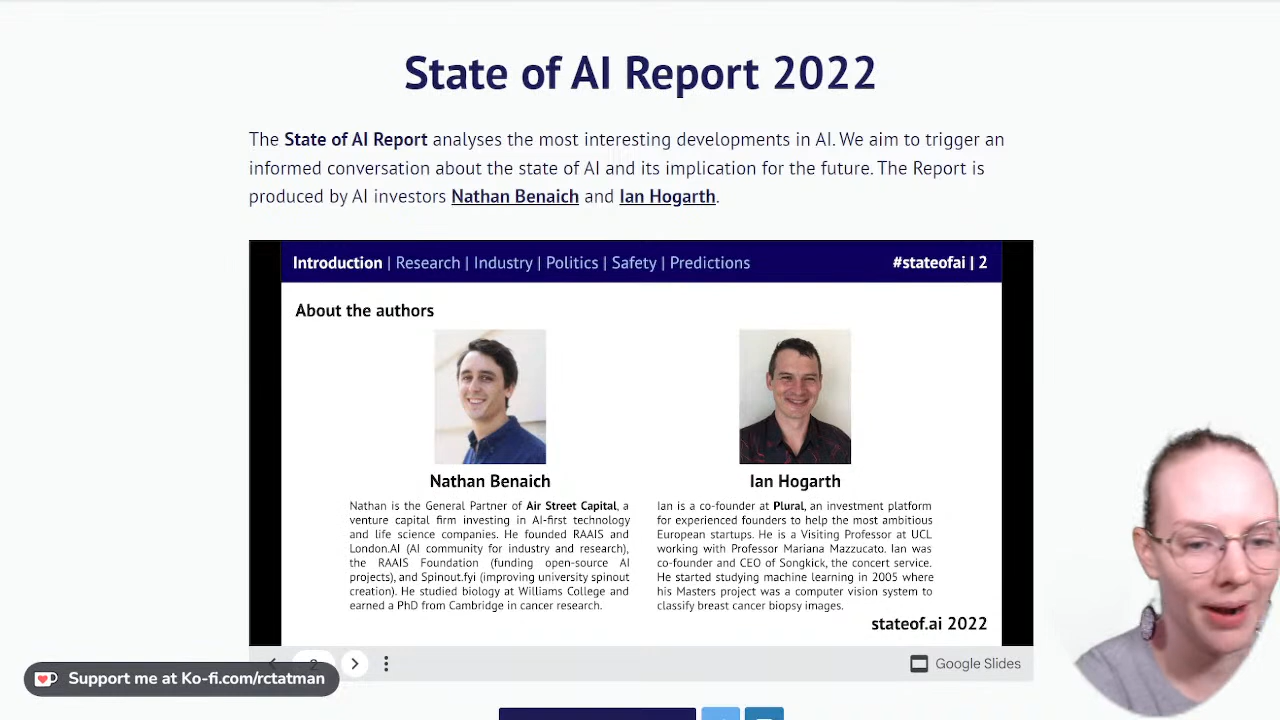 State of AI Report 2022
The State of AI Report analyses the most interesting developments in AI. We aim to trigger an
informed conversation about the state of AI and its implication for the future. The Report is
produced by AI investors Nathan Benaich and Ian Hogarth.
Introduction | Research | Industry | Politics | Safety | Predictions
#stateofai | 2
About the authors
Nathan Benaich
Nathan is the General Partner of Air Street Capital, a
venture capital firm investing in AI-first technology
and life science companies. He founded RAAIS and
London.AI (AI community for industry and research),
the RAAIS Foundation (funding open-source AI
projects), and Spinout.fyi (improving university spinout
creation). He studied biology at Williams College and
earned a PhD from Cambridge in cancer research.
Ian Hogarth
Ian is a co-founder at Plural, an investment platform
for experienced founders to help the most ambitious
European startups. He is a Visiting Professor at UCL
working with Professor Mariana Mazzucato. Ian was
co-founder and CEO of Songkick, the concert service.
He started studying machine learning in 2005 where
his Masters project was a computer vision system to
classify breast cancer biopsy images.
stateof.ai 2022
2
Google Slides
Support me at Ko-fi.com/rctatman